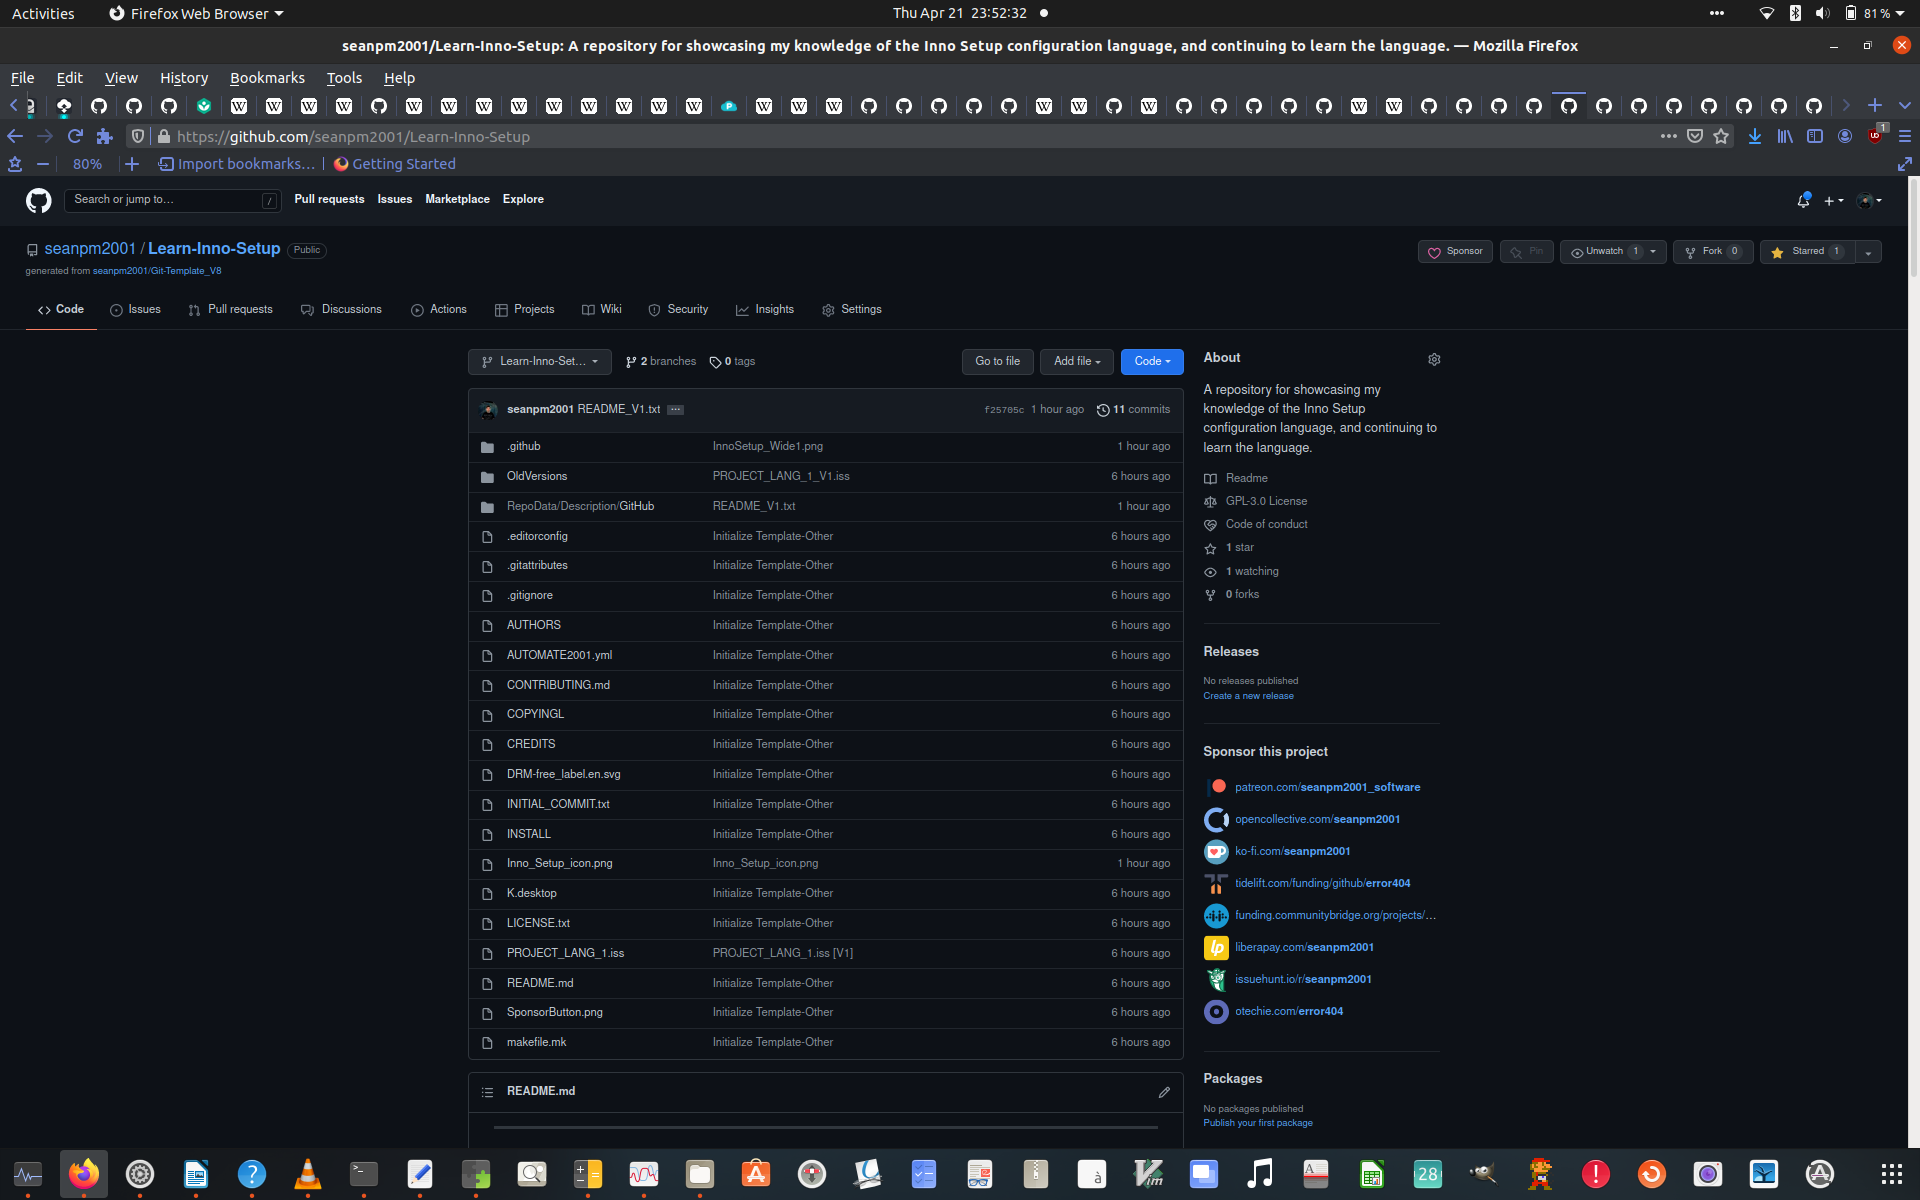 Activities
Firefox Web Browser
Thu Apr 21 23:52:32
81 %
seanpm2001/Learn-Inno-Setup: A repository for showcasing my knowledge of the Inno Setup configuration language, and continuing to learn the language. — Mozilla Firefox
File Edit View History Bookmarks Tools Help
https://github.com/seanpm2001/Learn-Inno-Setup
1
80%
Import bookmarks...
Getting Started
Search or jump to...
/
Pull requests Issues Marketplace Explore
seanpm2001 / Learn-Inno-Setup Public
generated from seanpm2001/Git-Template_V8
Sponsor
Pin
Unwatch 1
Fork 0
Starred 1
Code Issues Pull requests Discussions Actions Projects Wiki Security Insights Settings
Learn-Inno-Set...
2 branches
0 tags
Go to file
Add file
Code
seanpm2001 README_V1.txt ...
f25705c 1 hour ago 11 commits
.github InnoSetup_Wide1.png 1 hour ago
OldVersions PROJECT_LANG_1_V1.iss 6 hours ago
RepoData/Description/GitHub README_V1.txt 1 hour ago
.editorconfig Initialize Template-Other 6 hours ago
.gitattributes Initialize Template-Other 6 hours ago
.gitignore Initialize Template-Other 6 hours ago
AUTHORS Initialize Template-Other 6 hours ago
AUTOMATE2001.yml Initialize Template-Other 6 hours ago
CONTRIBUTING.md Initialize Template-Other 6 hours ago
COPYINGL Initialize Template-Other 6 hours ago
CREDITS Initialize Template-Other 6 hours ago
DRM-free_label.en.svg Initialize Template-Other 6 hours ago
INITIAL_COMMIT.txt Initialize Template-Other 6 hours ago
INSTALL Initialize Template-Other 6 hours ago
Inno_Setup_icon.png Inno_Setup_icon.png 1 hour ago
K.desktop Initialize Template-Other 6 hours ago
LICENSE.txt Initialize Template-Other 6 hours ago
PROJECT_LANG_1.iss PROJECT_LANG_1.iss [V1] 6 hours ago
README.md Initialize Template-Other 6 hours ago
SponsorButton.png Initialize Template-Other 6 hours ago
makefile.mk Initialize Template-Other 6 hours ago
README.md
About
A repository for showcasing my
knowledge of the Inno Setup
configuration language, and continuing to
learn the language.
Readme
GPL-3.0 License
Code of conduct
1 star
1 watching
0 forks
Releases
No releases published
Create a new release
Sponsor this project
patreon.com/seanpm2001_software
opencollective.com/seanpm2001
ko-fi.com/seanpm2001
tidelift.com/funding/github/error404
funding.communitybridge.org/projects/...
liberapay.com/seanpm2001
issuehunt.io/r/seanpm2001
otechie.com/error404
Packages
No packages published
Publish your first package
28